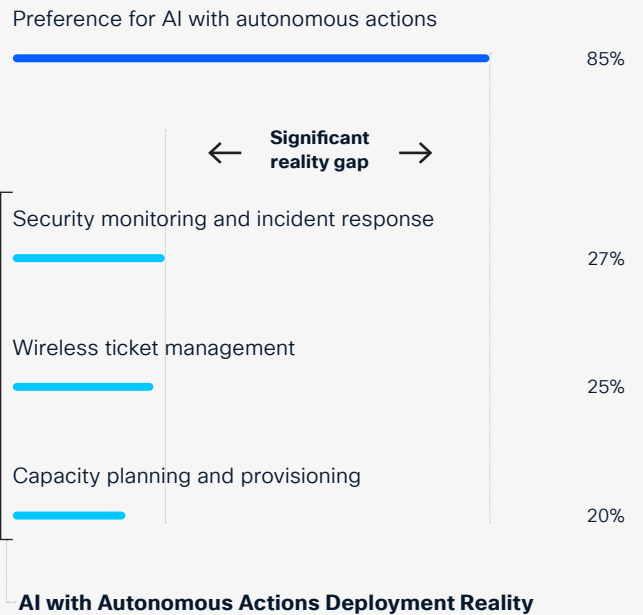 Preference for AI with autonomous actions
85%
Significant
reality gap
Security monitoring and incident response
27%
Wireless ticket management
25%
Capacity planning and provisioning
20%
AI with Autonomous Actions Deployment Reality